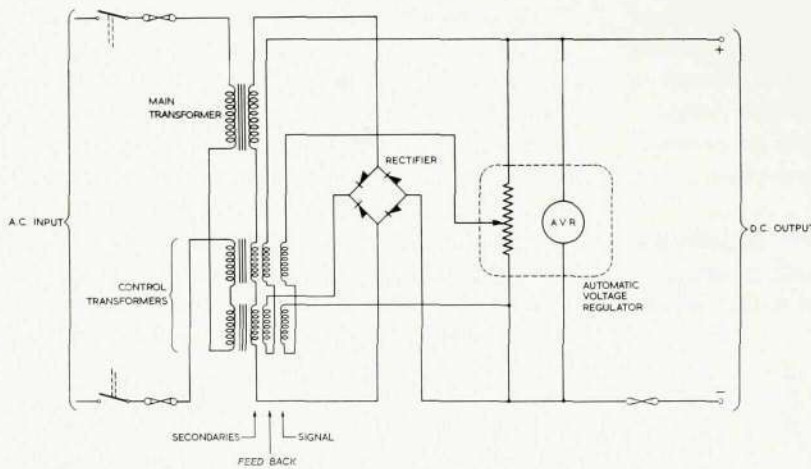 MAIN
TRANSFORMER
RECTIFIER
A.C. INPUT
A V R
D.C. OUTPUT
CONTROL
TRANSFORMERS
AUTOMATIC
VOLTAGE
REGULATOR
+
−
SECONDARIES
SIGNAL
FEED BACK